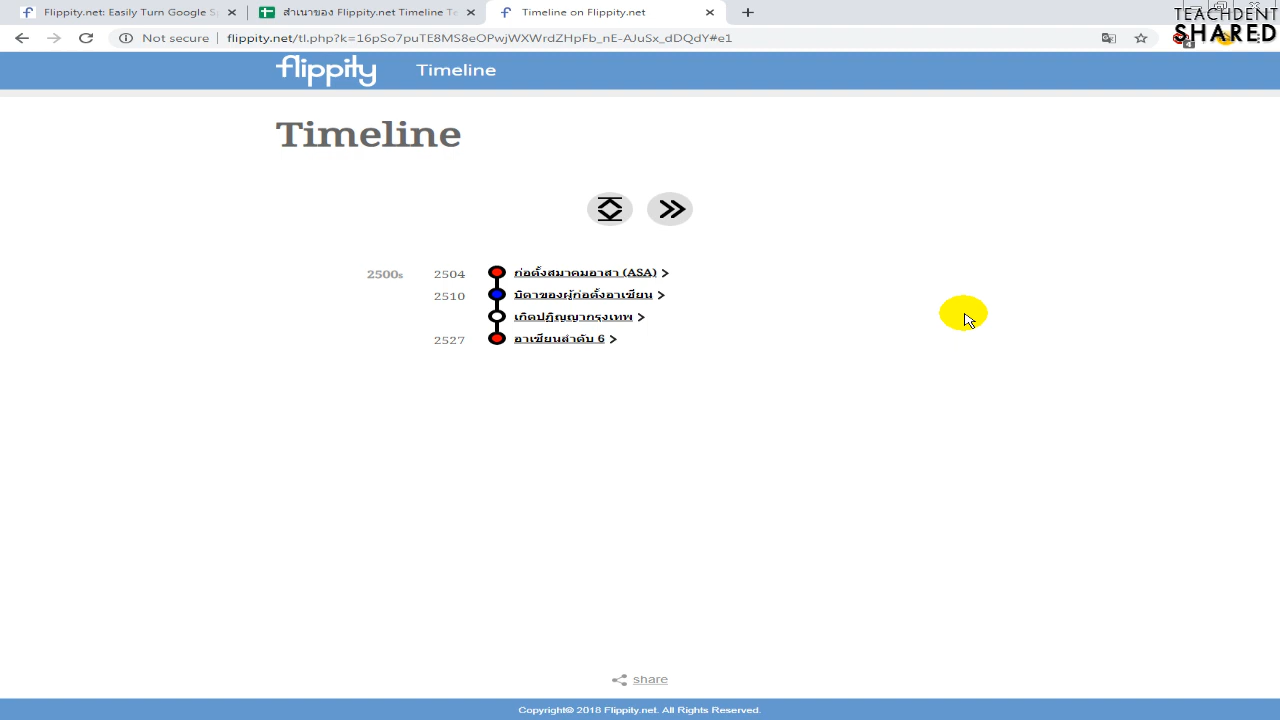 Flippity.net: Easily Turn Google S
สำเนาของ Flippity.net Timeline Te
Timeline on Flippity.net
TEACHDENT
SHARED
Not secure
flippity.net/tl.php?k=16pSo7puTE8MS8eOPwjWXWrdZHpFb_nE-AJuSx_dDQdY#e1
flippity Timeline
Timeline
2500s 2504 ก่อตั้งสมาคมอาสา (ASA)
2510 บิดาของผู้ก่อตั้งอาเซียน
เกิดปฏิญญากรุงเทพ
2527 อาเซียนลำดับ 6
share
Copyright© 2018 Flippity.net. All Rights Reserved.